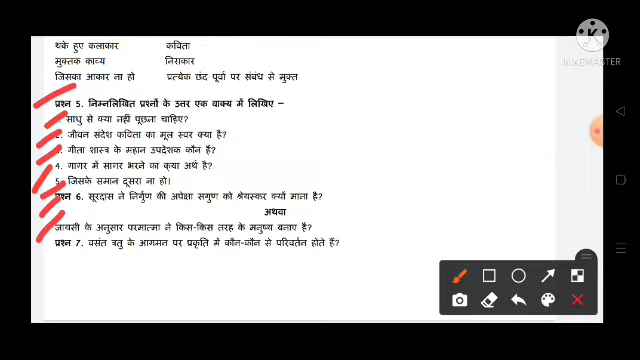 थके हुए कलाकार कविता
मुक्तक काव्य निराकार
जिसका आकार ना हो प्रत्येक छंद पूर्वा पर संबंध से मुक्त
प्रश्न 5. निम्नलिखित प्रश्नों के उत्तर एक वाक्य में लिखिए –
साधु से क्या नहीं पूछना चाहिए?
2. जीवन संदेश कविता का मूल स्वर क्या है?
गीता शास्त्र के महान उपदेशक कौन हैं?
4. गागर में सागर भरने का क्या अर्थ है?
5. जिसके समान दूसरा ना हो।
प्रश्न 6. सूरदास ने निर्गुण की अपेक्षा सगुण को श्रेयस्कर क्यों माना है?
अथवा
जायसी के अनुसार परमात्मा ने किस-किस तरह के मनुष्य बनाए हैं?
प्रश्न 7. वसंत ऋतु के आगमन पर प्रकृति में कौन-कौन से परिवर्तन होते हैं?
K
KINEMASTER